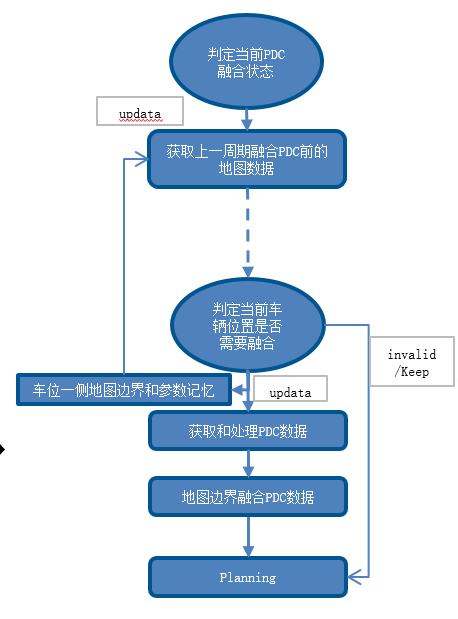 判定当前PDC
融合状态
updata
获取上一周期融合PDC前的
地图数据
判定当前车
辆位置是否
需要融合
invalid
/Keep
车位一侧地图边界和参数记忆
updata
获取和处理PDC数据
地图边界融合PDC数据
Planning